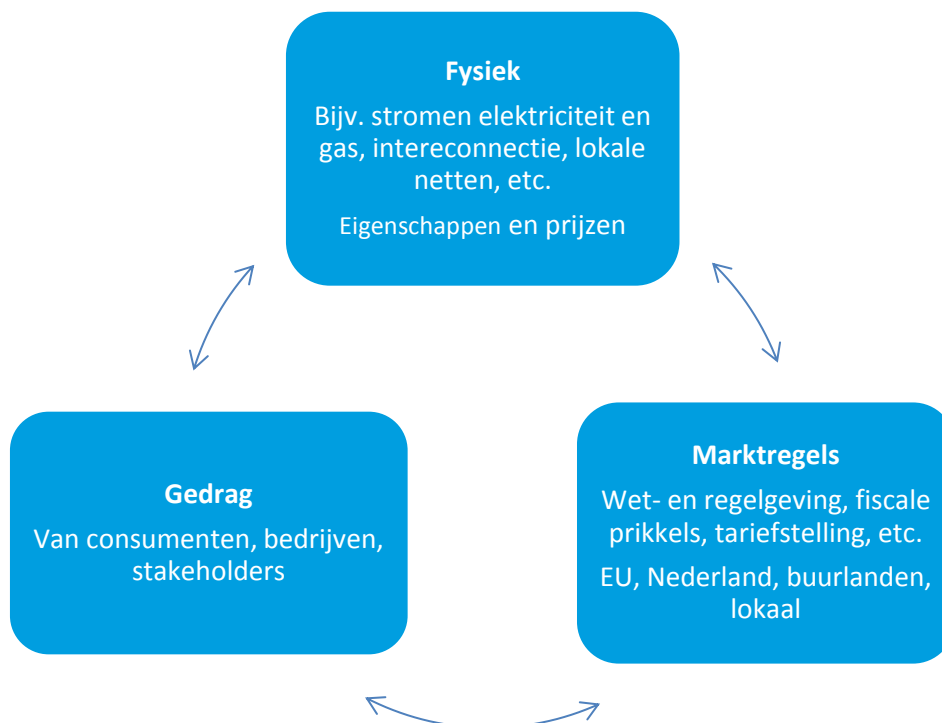 Fysiek
Bijv. stromen elektriciteit en
gas, intereconnectie, lokale
netten, etc.
Eigenschappen en prijzen
Gedrag
Van consumenten, bedrijven,
stakeholders
Marktregels
Wet- en regelgeving, fiscale
prikkels, tariefstelling, etc.
EU, Nederland, buurlanden,
lokaal